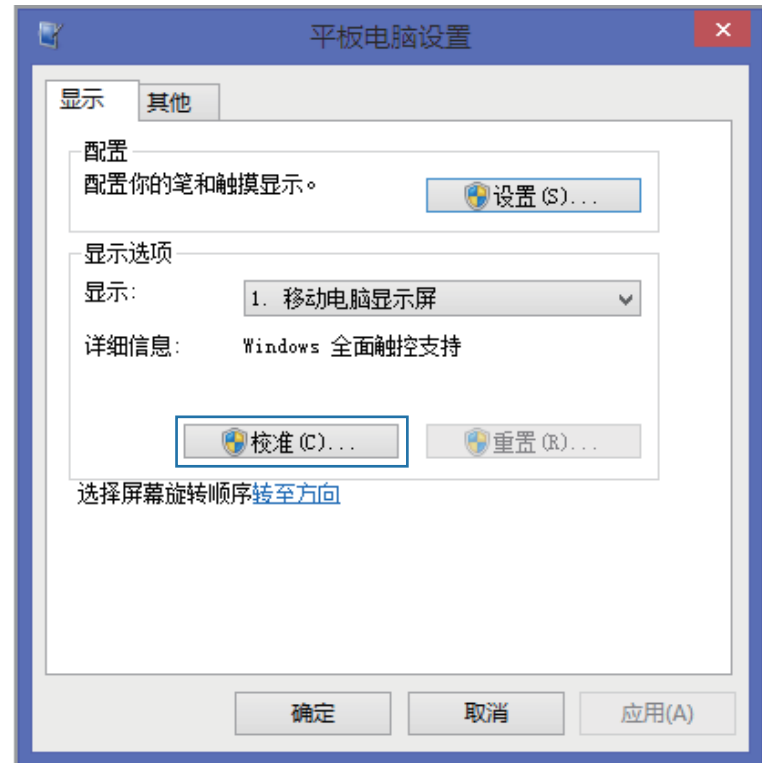 平板电脑设置
显示 其他
配置
配置你的笔和触摸显示。
设置(S)...
显示选项
显示: 1. 移动电脑显示屏
详细信息: Windows 全面触控支持
校准(C)... 重置(R)...
选择屏幕旋转顺序转至方向
确定 取消 应用(A)